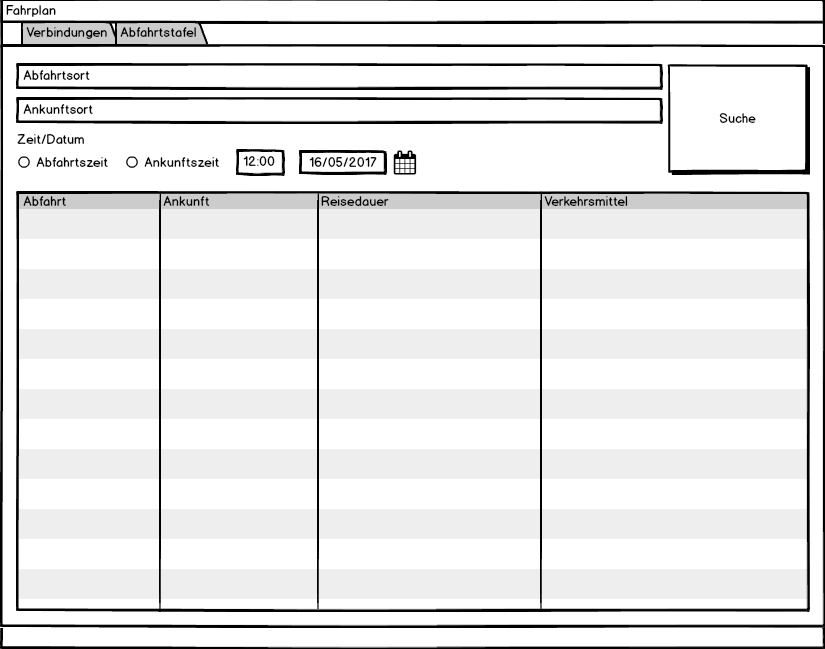 Fahrplan
Verbindungen Abfahrtstafel
Abfahrtsort
Ankunftsort
Suche
Zeit/Datum
Abfahrtszeit Ankunftszeit 12:00 16/05/2017
Abfahrt Ankunft Reisedauer Verkehrsmittel